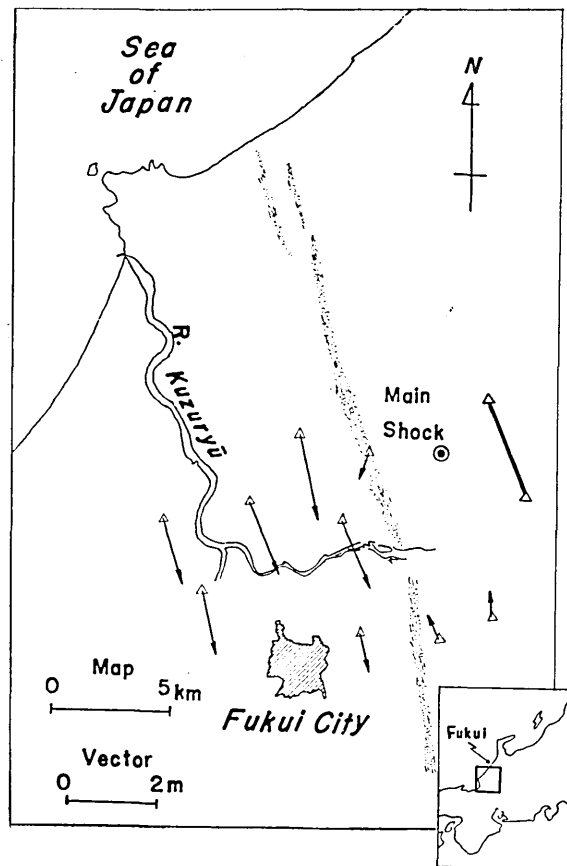 Sea
of
Japan
N
R. Kuzuryū
Main
Shock
Map
0 5 km
Fukui City
Vector
0 2 m
Fukui